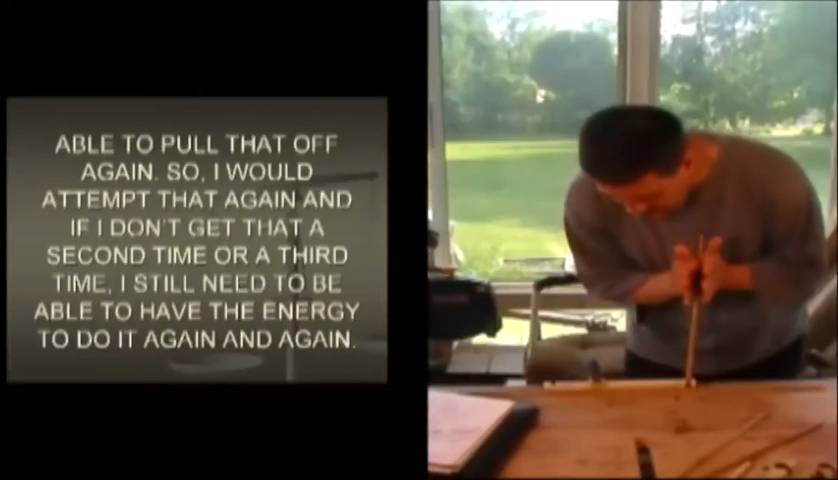 ABLE TO PULL THAT OFF
AGAIN. SO, I WOULD
ATTEMPT THAT AGAIN AND
IF I DON'T GET THAT A
SECOND TIME OR A THIRD
TIME, I STILL NEED TO BE
ABLE TO HAVE THE ENERGY
TO DO IT AGAIN AND AGAIN.